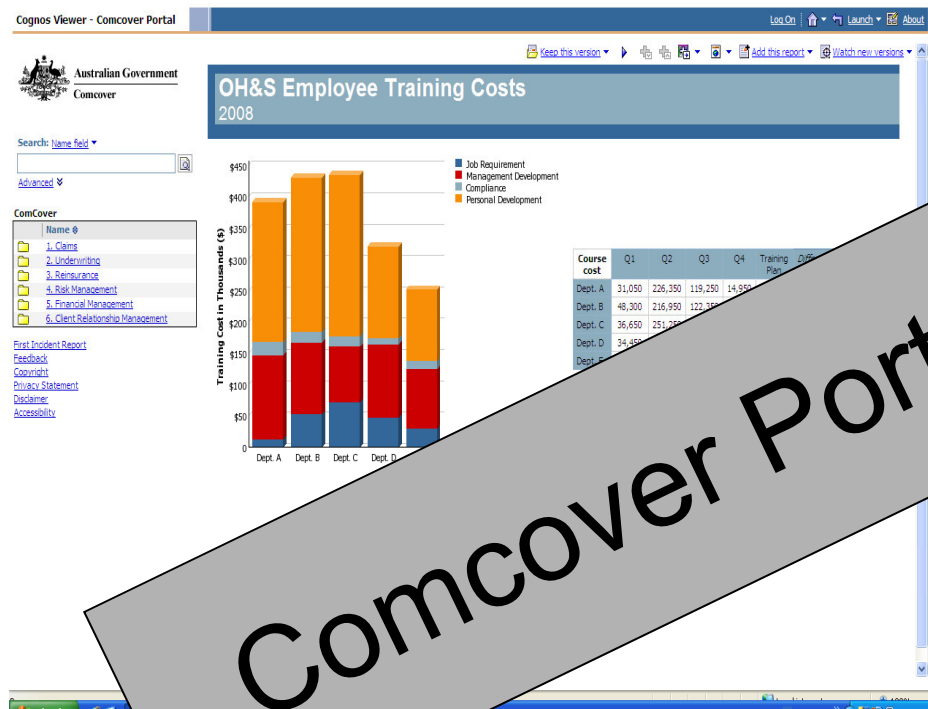 Cognos Viewer - Comcover Portal
Log On Launch About
Keep this version Add this report Watch new versions
Australian Government
Comcover
OH&S Employee Training Costs
2008
Search: Name field
Advanced
ComCover
Name
1. Claims
2. Underwriting
3. Reinsurance
4. Risk Management
5. Financial Management
6. Client Relationship Management
First Incident Report
Feedback
Copyright
Privacy Statement
Disclaimer
Accessibility
Training Cost in Thousands ($)
$450
$400
$350
$300
$250
$200
$150
$100
$50
0
Dept. A Dept. B Dept. C Dept. D
Job Requirement
Management Development
Compliance
Personal Development
Course cost Q1 Q2 Q3 Q4 Training Plan
Dept. A 31,050 226,350 119,250 14,950
Dept. B 48,300 216,950
Dept. C 36,650
Dept. D
Dept.
Comcover Port